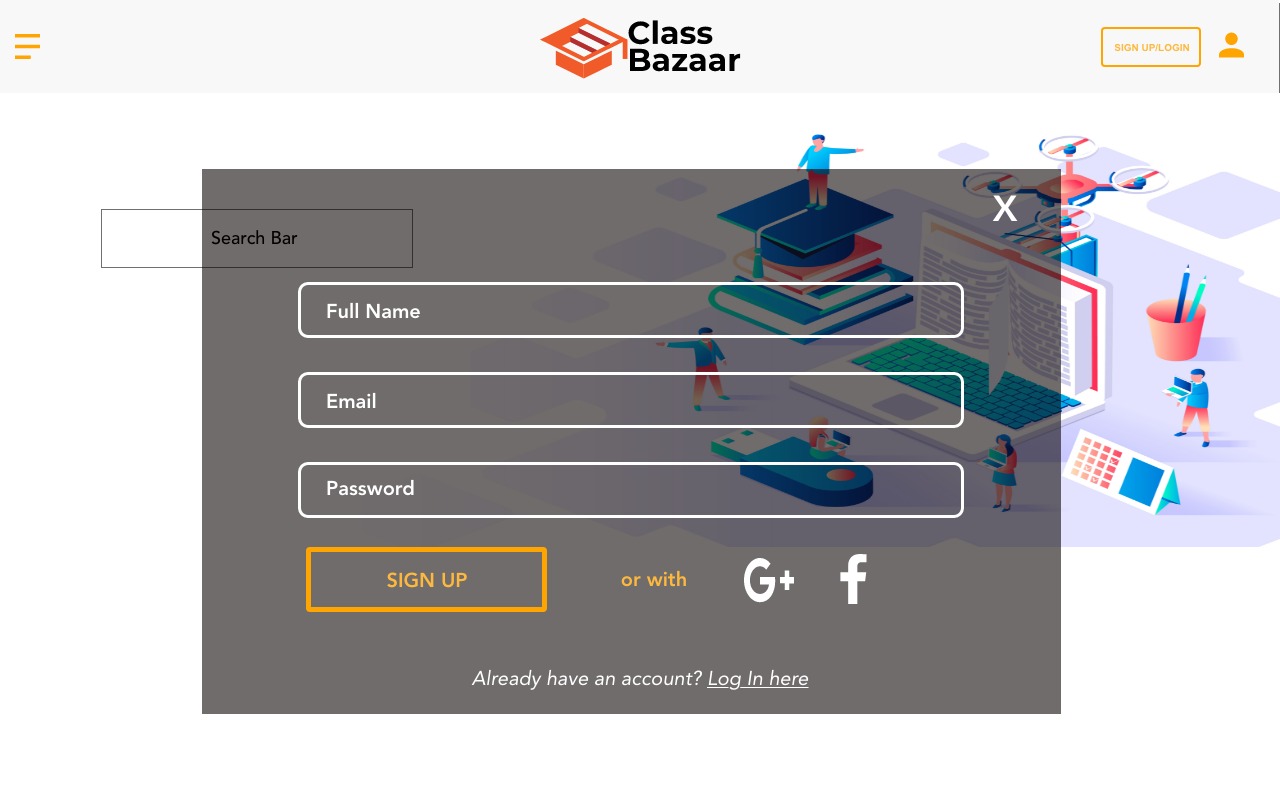 Class
Bazaar
SIGN UP/LOGIN
X
Search Bar
Full Name
Email
Password
SIGN UP
or with
G+
f
Already have an account? Log In here